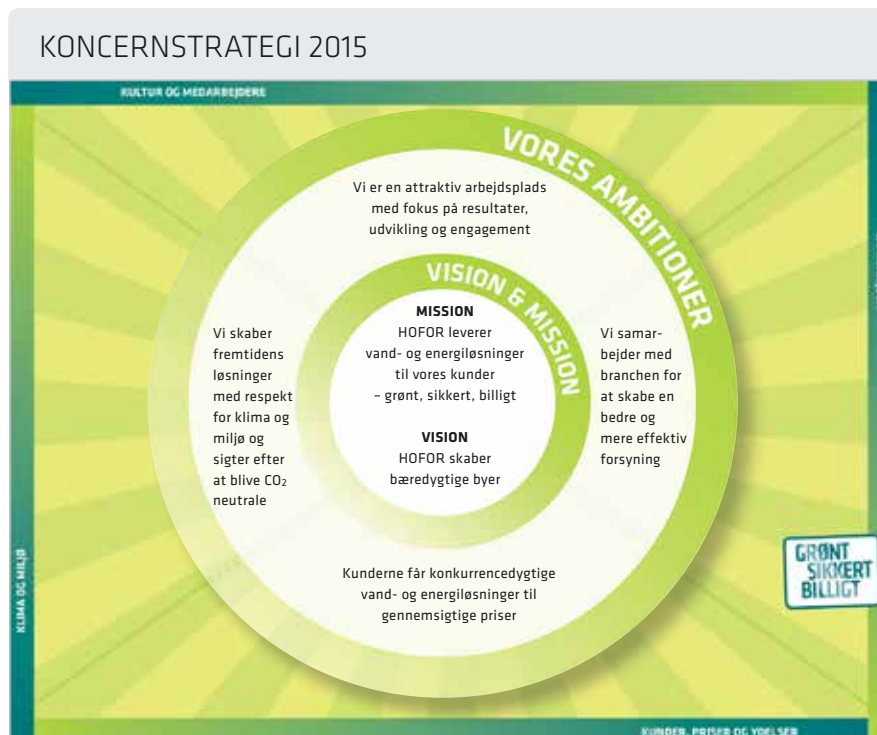 KONCERNSTRATEGI 2015
KULTUR OG MEDARBEJDERE
VORES AMBITIONER
Vi er en attraktiv arbejdsplads
med fokus på resultater,
udvikling og engagement
VISION & MISSION
MISSION
HOFOR leverer
vand- og energiløsninger
til vores kunder
– grønt, sikkert, billigt
VISION
HOFOR skaber
bæredygtige byer
Vi skaber
fremtidens
løsninger
med respekt
for klima og
miljø og
sigter efter
at blive CO₂
neutrale
Vi samar-
bejder med
branchen for
at skabe en
bedre og
mere effektiv
forsyning
Kunderne får konkurrencedygtige
vand- og energiløsninger til
gennemsigtige priser
GRØNT
SIKKERT
BILLIGT
KLIMA OG MILJØ
KUNDER, PRISER OG YDELSER